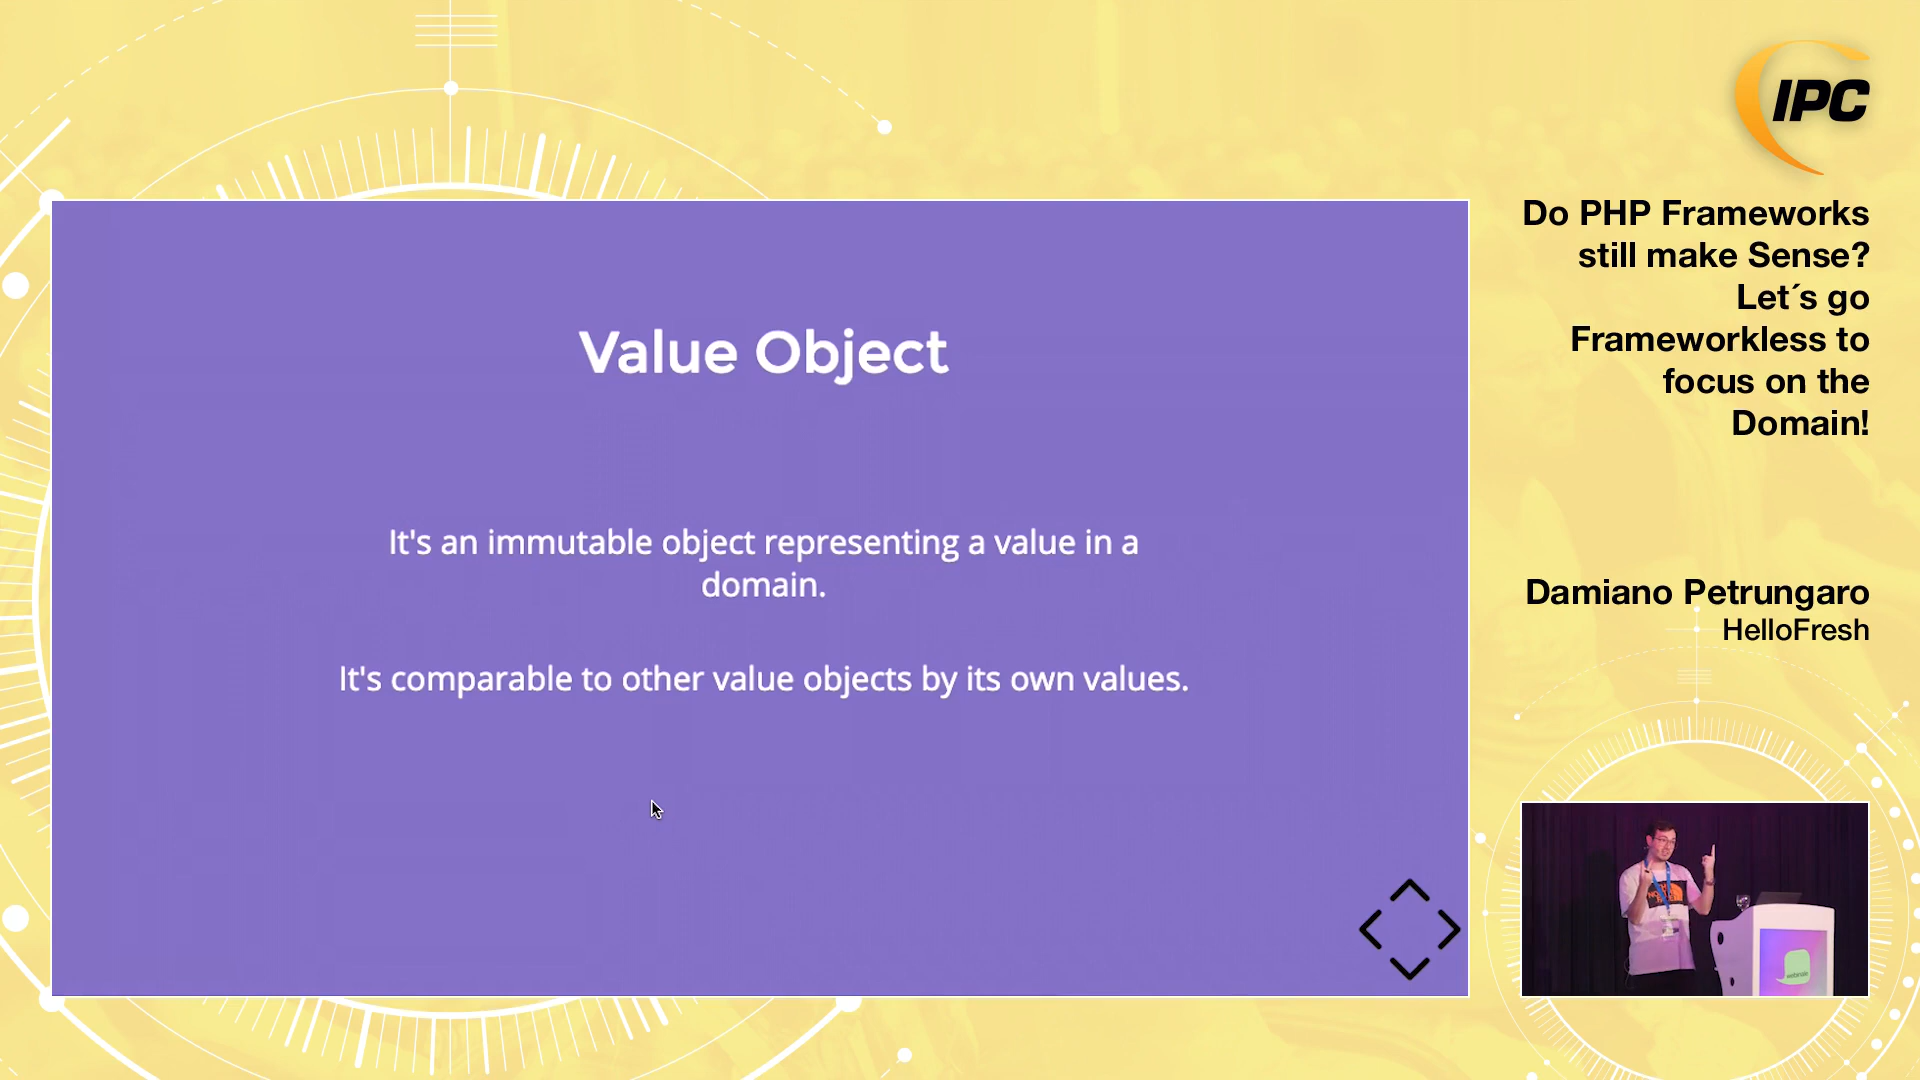 IPC
Do PHP Frameworks
still make Sense?
Let´s go
Frameworkless to
focus on the
Domain!
Value Object
It's an immutable object representing a value in a
domain.
It's comparable to other value objects by its own values.
Damiano Petrungaro
HelloFresh